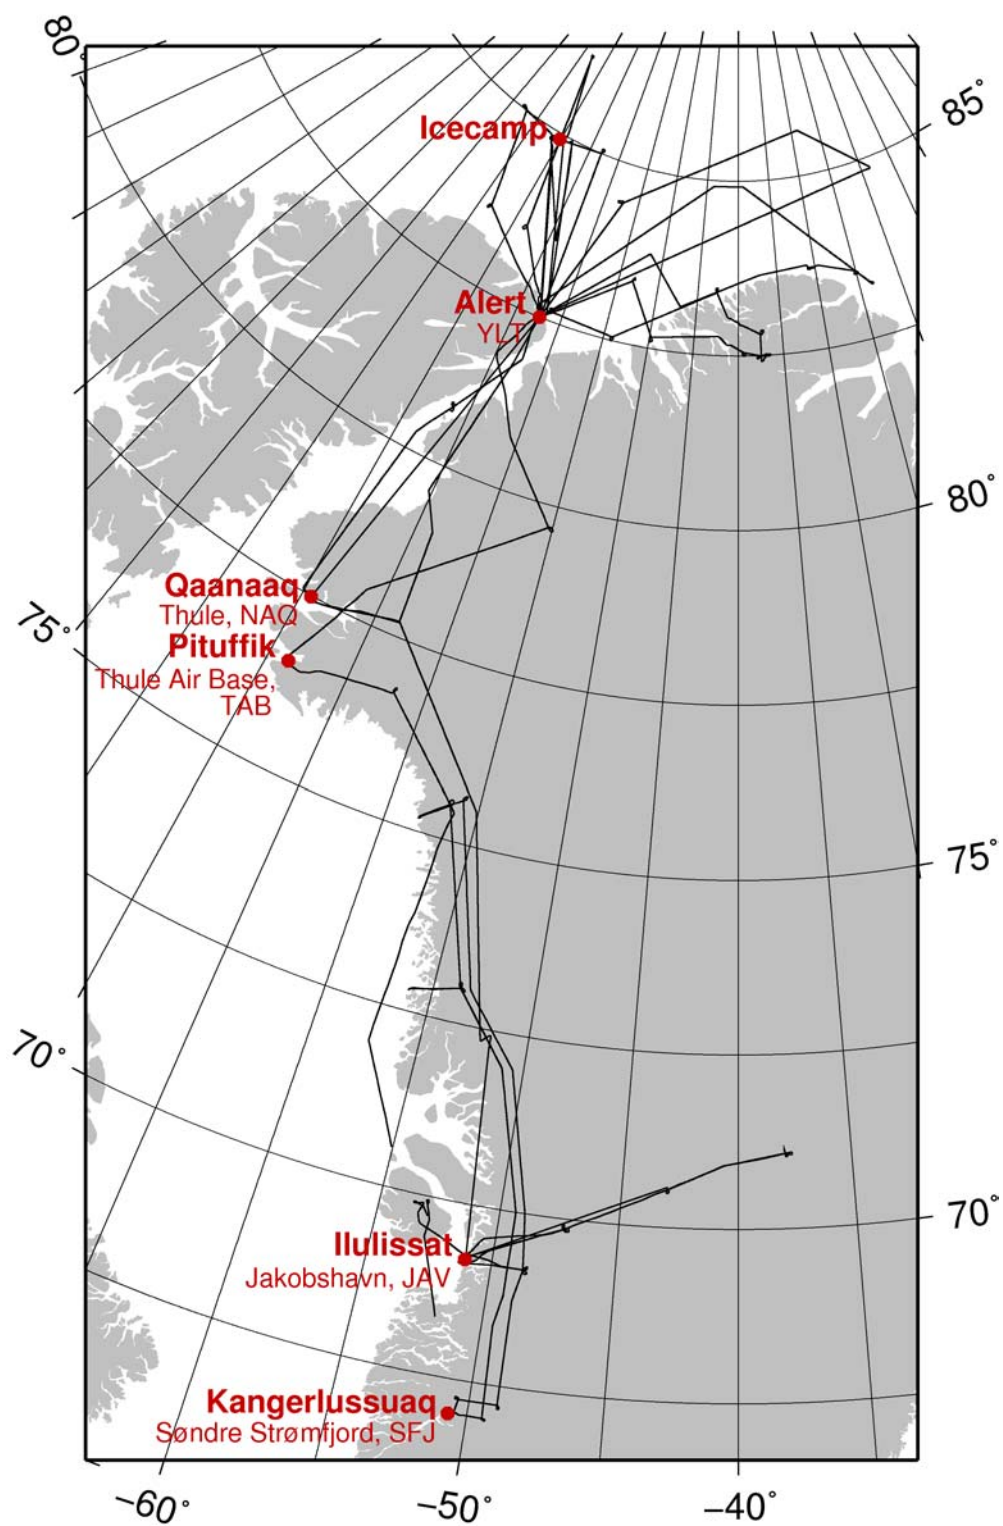 80°
85°
Icecamp
Alert
YLT
80°
Qaanaaq
Thule, NAQ
75°
Pituffik
Thule Air Base,
TAB
75°
70°
70°
Ilulissat
Jakobshavn, JAV
Kangerlussuaq
Søndre Strømfjord, SFJ
−60°
−50°
−40°